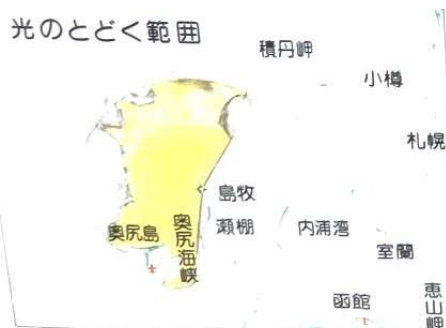 光のとどく範囲
積丹岬
小樽
札幌
島牧
瀬棚
内浦湾
奥尻島
奥尻海峡
室蘭
函館
恵山岬